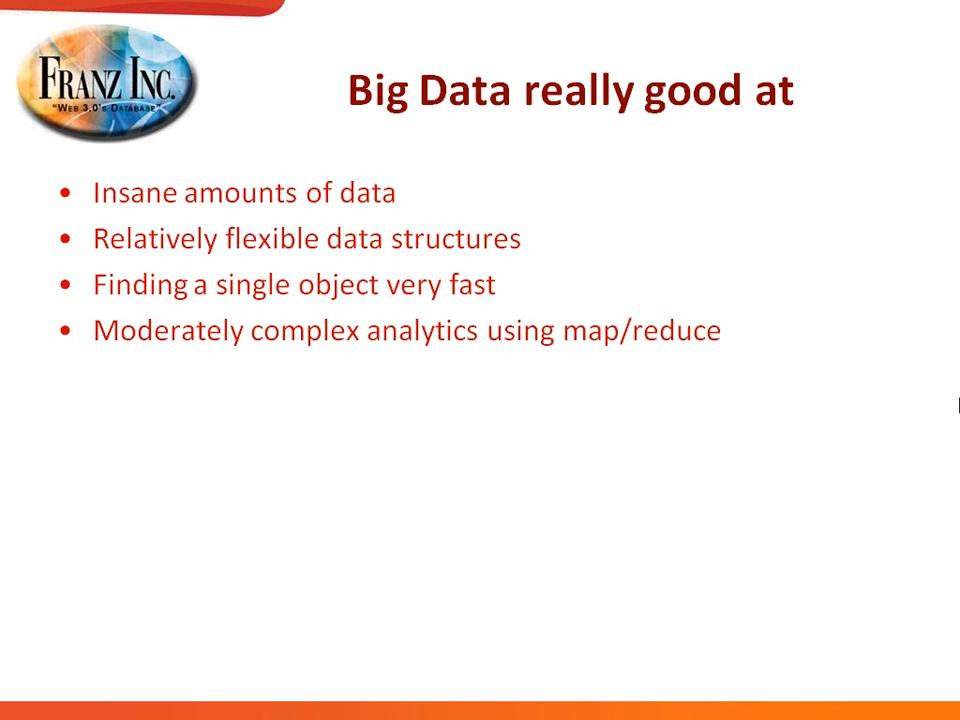 FRANZ INC.
"WEB 3.0'S DATABASE"
Big Data really good at
• Insane amounts of data
• Relatively flexible data structures
• Finding a single object very fast
• Moderately complex analytics using map/reduce